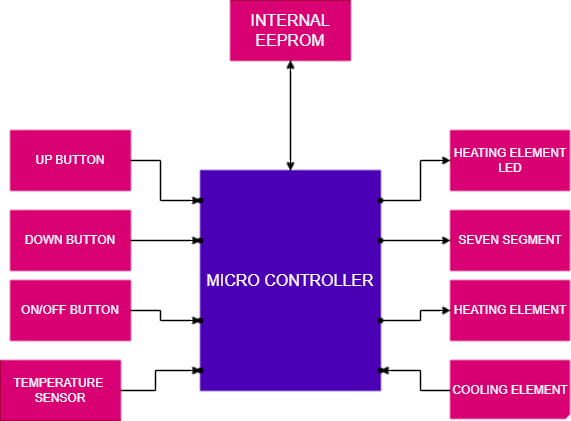 INTERNAL
EEPROM
UP BUTTON
DOWN BUTTON
ON/OFF BUTTON
TEMPERATURE
SENSOR
MICRO CONTROLLER
HEATING ELEMENT
LED
SEVEN SEGMENT
HEATING ELEMENT
COOLING ELEMENT